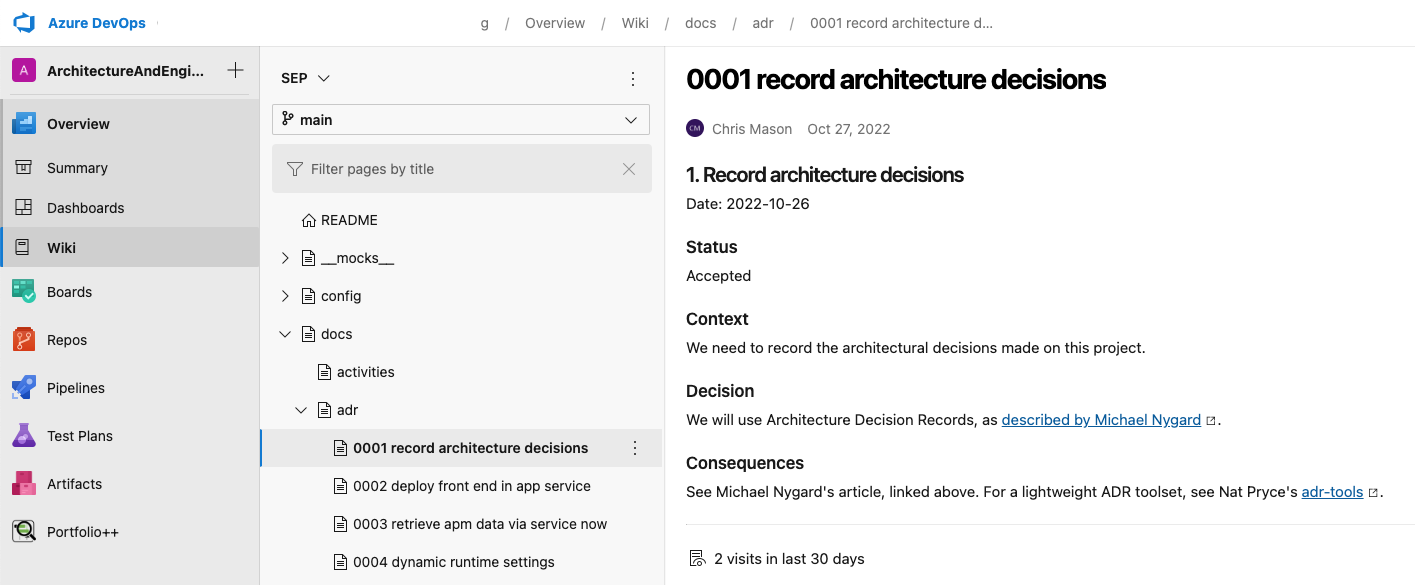 Azure DevOps
g / Overview / Wiki / docs / adr / 0001 record architecture d...
A ArchitectureAndEngi...
Overview
Summary
Dashboards
Wiki
Boards
Repos
Pipelines
Test Plans
Artifacts
Portfolio++
SEP
main
Filter pages by title
README
__mocks__
config
docs
activities
adr
0001 record architecture decisions
0002 deploy front end in app service
0003 retrieve apm data via service now
0004 dynamic runtime settings
0001 record architecture decisions
CM Chris Mason Oct 27, 2022
1. Record architecture decisions
Date: 2022-10-26
Status
Accepted
Context
We need to record the architectural decisions made on this project.
Decision
We will use Architecture Decision Records, as described by Michael Nygard.
Consequences
See Michael Nygard's article, linked above. For a lightweight ADR toolset, see Nat Pryce's adr-tools.
2 visits in last 30 days